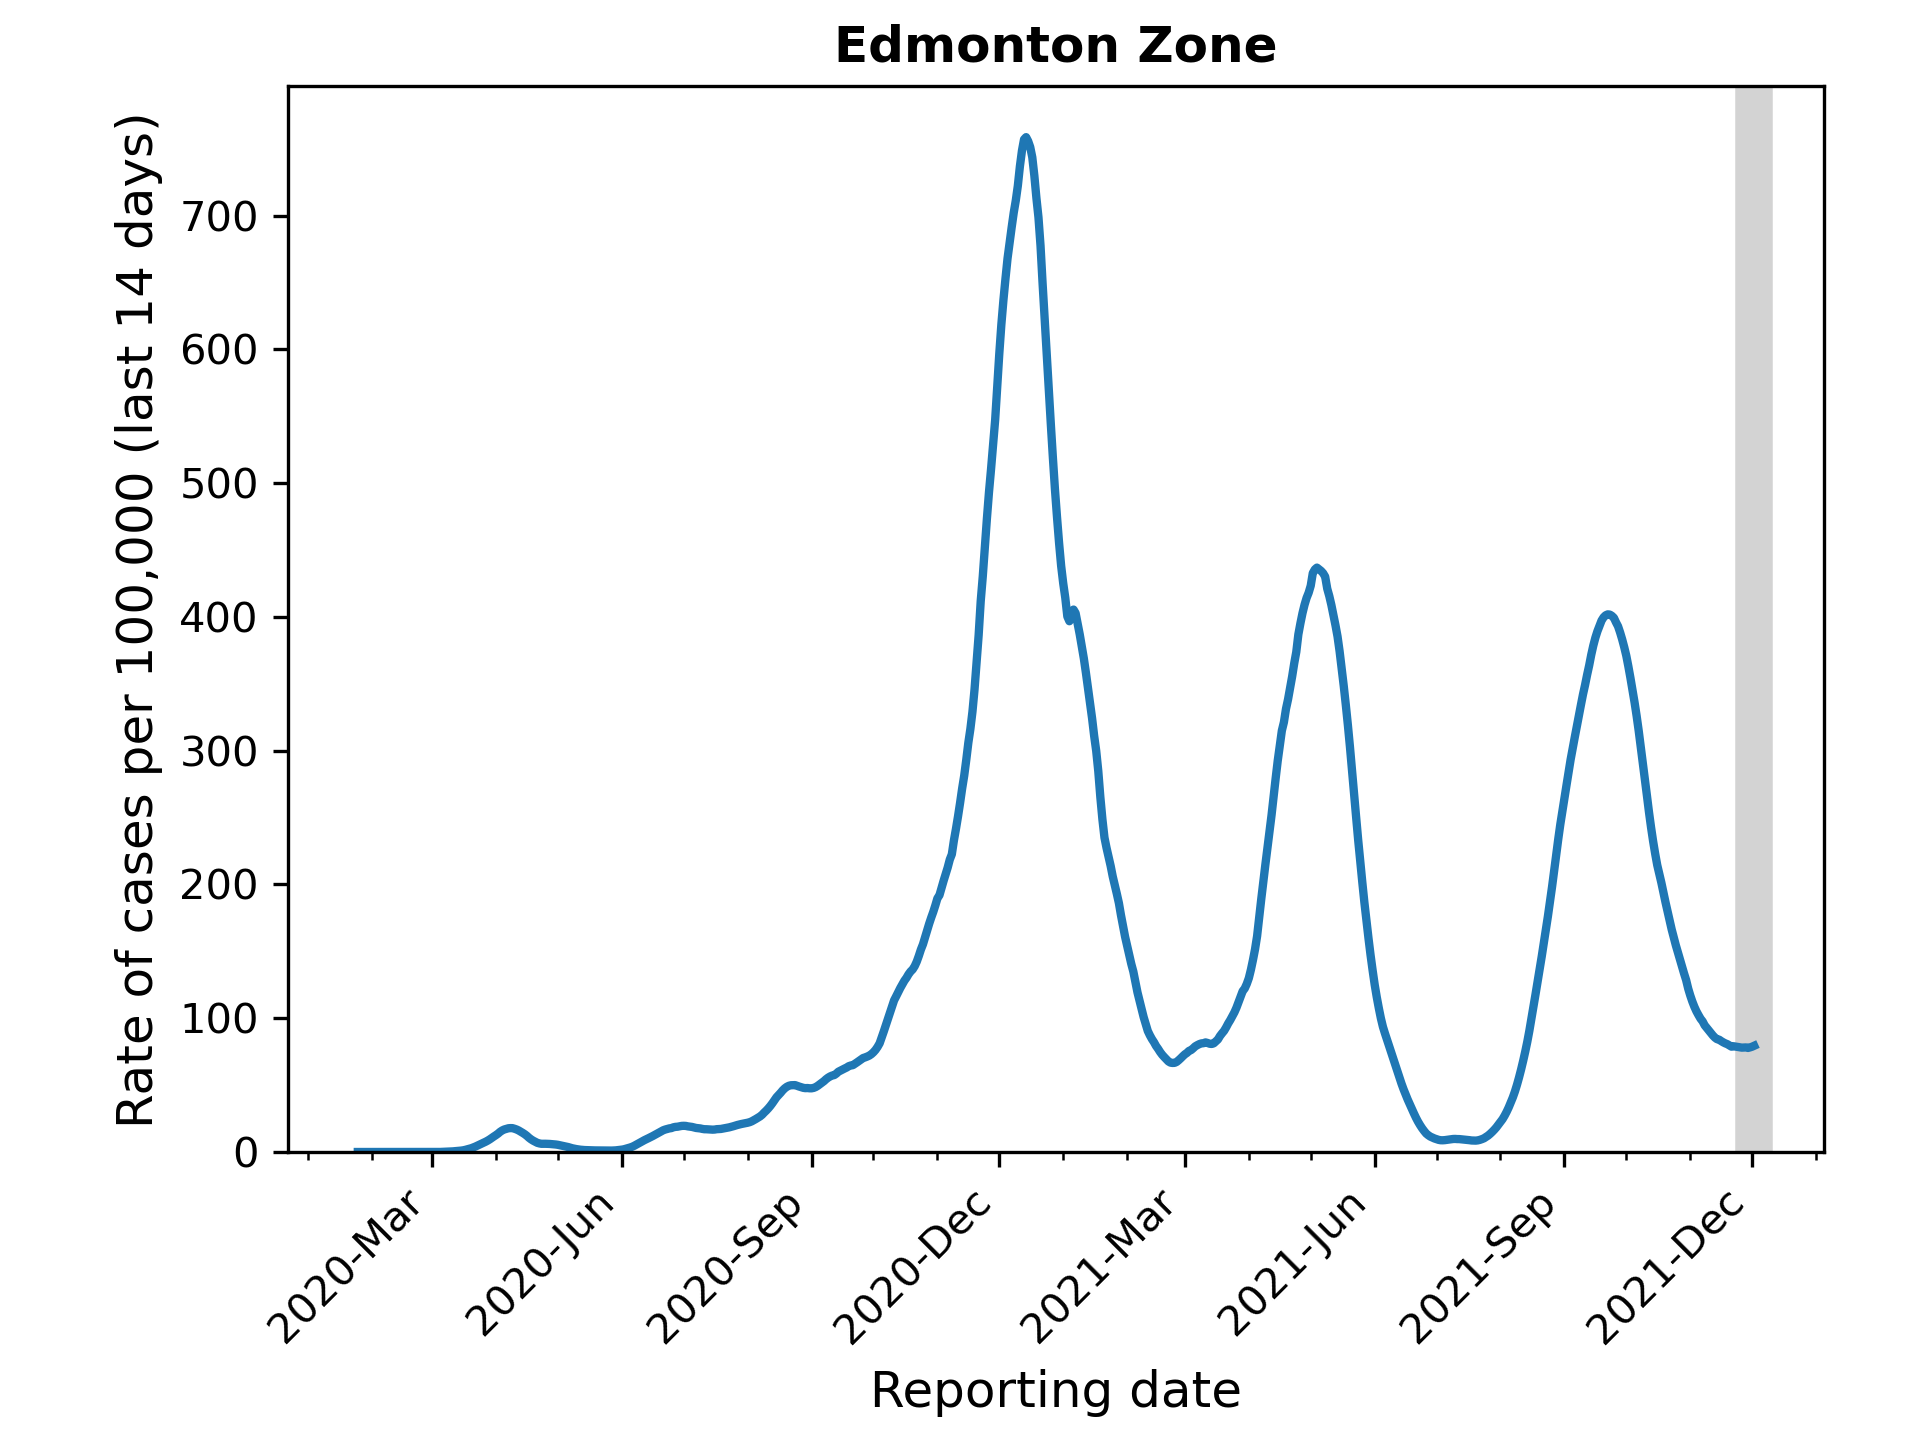 Edmonton Zone
Rate of cases per 100,000 (last 14 days)
700
600
500
400
300
200
100
0
2020-Mar
2020-Jun
2020-Sep
2020-Dec
2021-Mar
2021-Jun
2021-Sep
2021-Dec
Reporting date